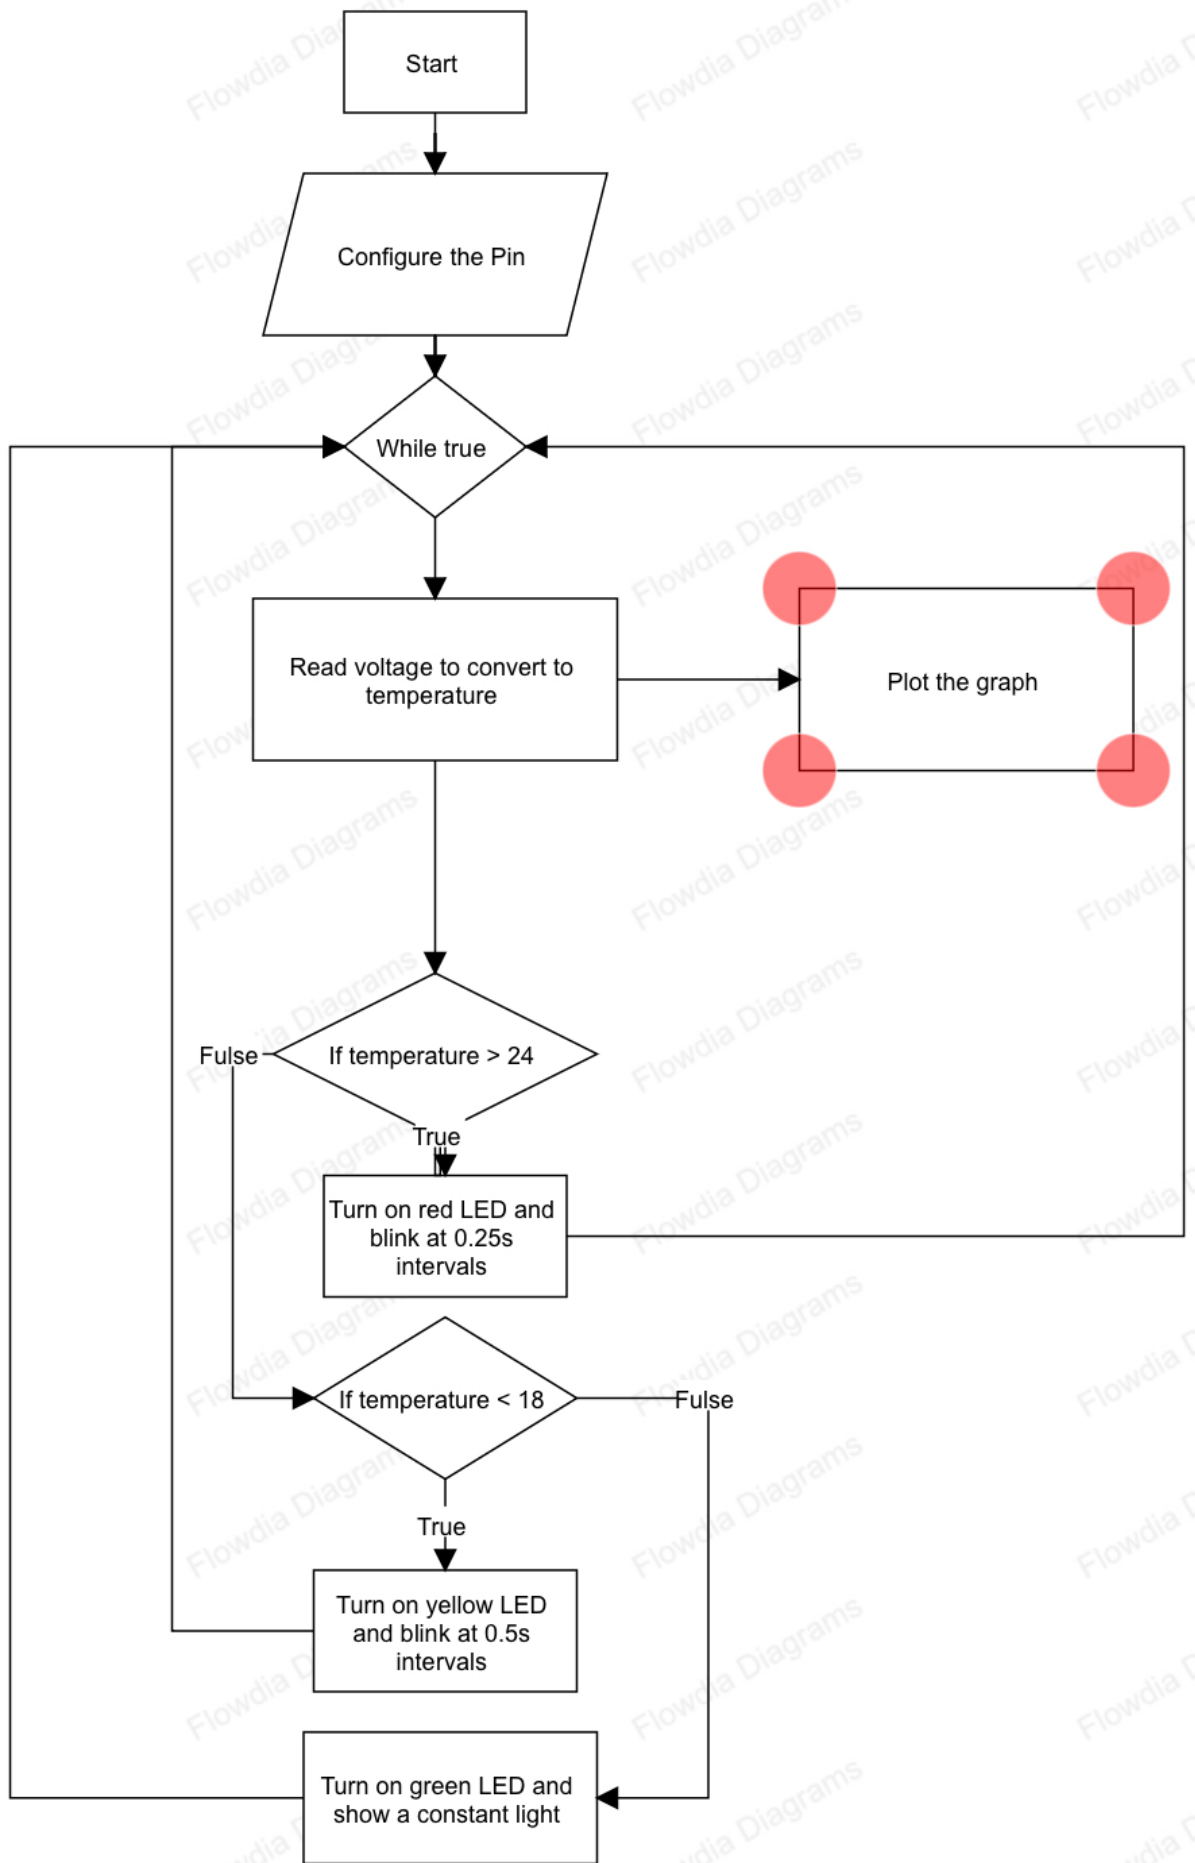 Start
Configure the Pin
While true
Read voltage to convert to
temperature
Plot the graph
If temperature > 24
Fulse
True
Turn on red LED and
blink at 0.25s
intervals
If temperature < 18
Fulse
True
Turn on yellow LED
and blink at 0.5s
intervals
Turn on green LED and
show a constant light
Flowdia Diagrams